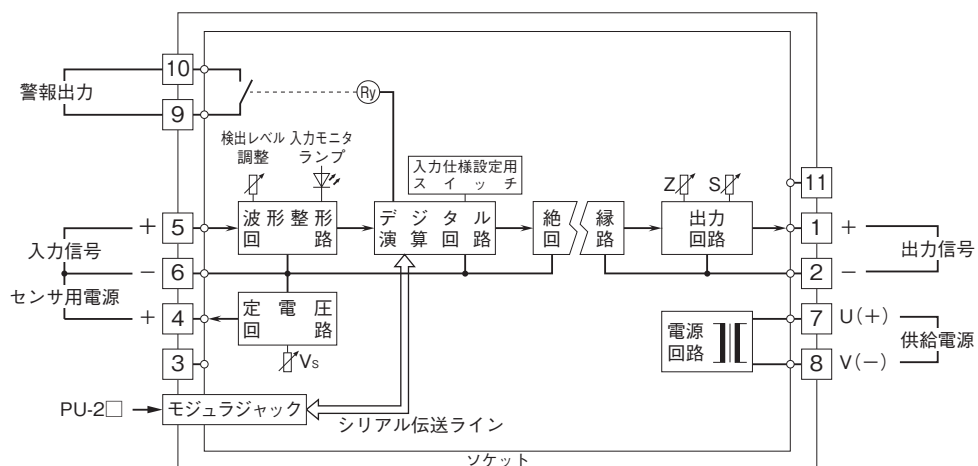 10
警報出力
9
Ry
検出レベル
調整
入力モニタ
ランプ
入力仕様設定用
スイッチ
Z
S
11
5
+
入力信号
−
6
センサ用電源
+
4
3
波形整形
回路
デジタル
演算回路
絶縁
回路
出力
回路
1
+
出力信号
2
−
定電圧
回路
Vs
電源
回路
7
U(+)
供給電源
8
V(−)
PU-2□
モジュラジャック
シリアル伝送ライン
ソケット